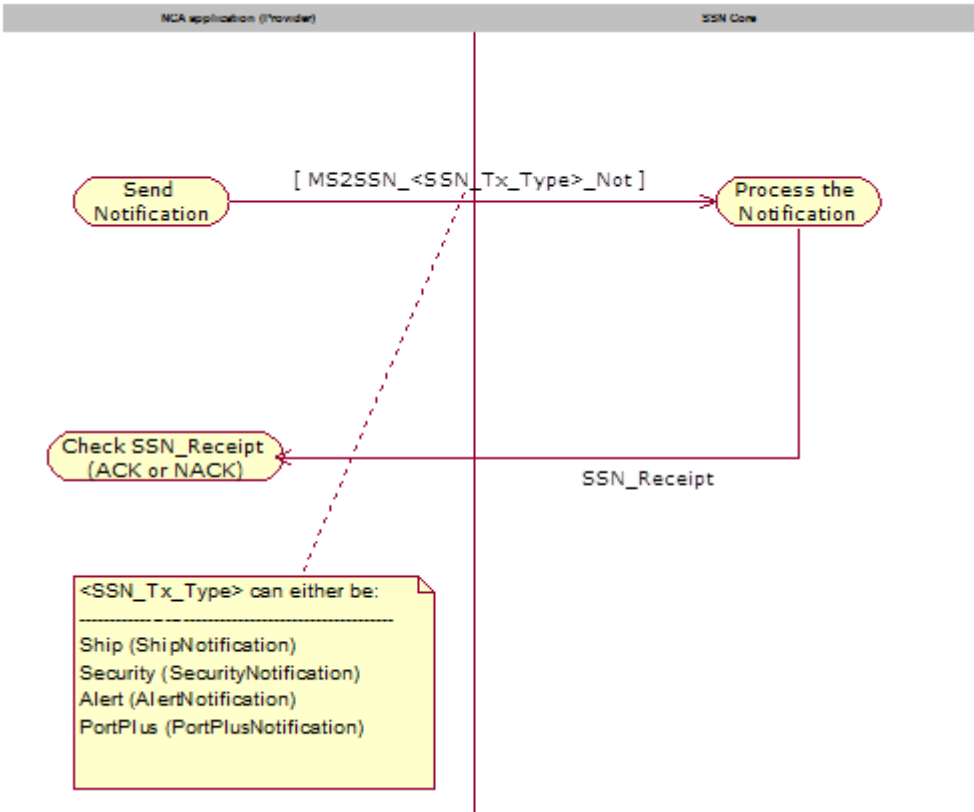 NCA application (Provider)
SSN Core
[ MS2SSN_<SSN_Tx_Type>_Not ]
Send
Notification
Process the
Notification
Check SSN_Receipt
(ACK or NACK)
SSN_Receipt
<SSN_Tx_Type> can either be:
----------------------------------------------------
Ship (ShipNotification)
Security (SecurityNotification)
Alert (AlertNotification)
PortPlus (PortPlusNotification)